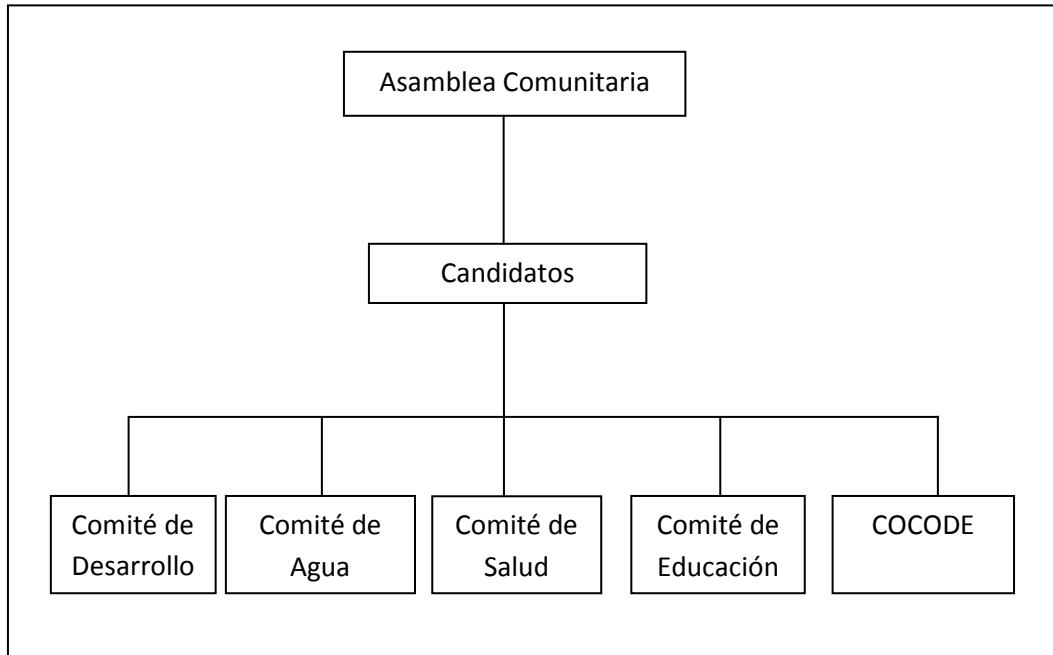 Asamblea Comunitaria
Candidatos
Comité de
Desarrollo
Comité de
Agua
Comité de
Salud
Comité de
Educación
COCODE